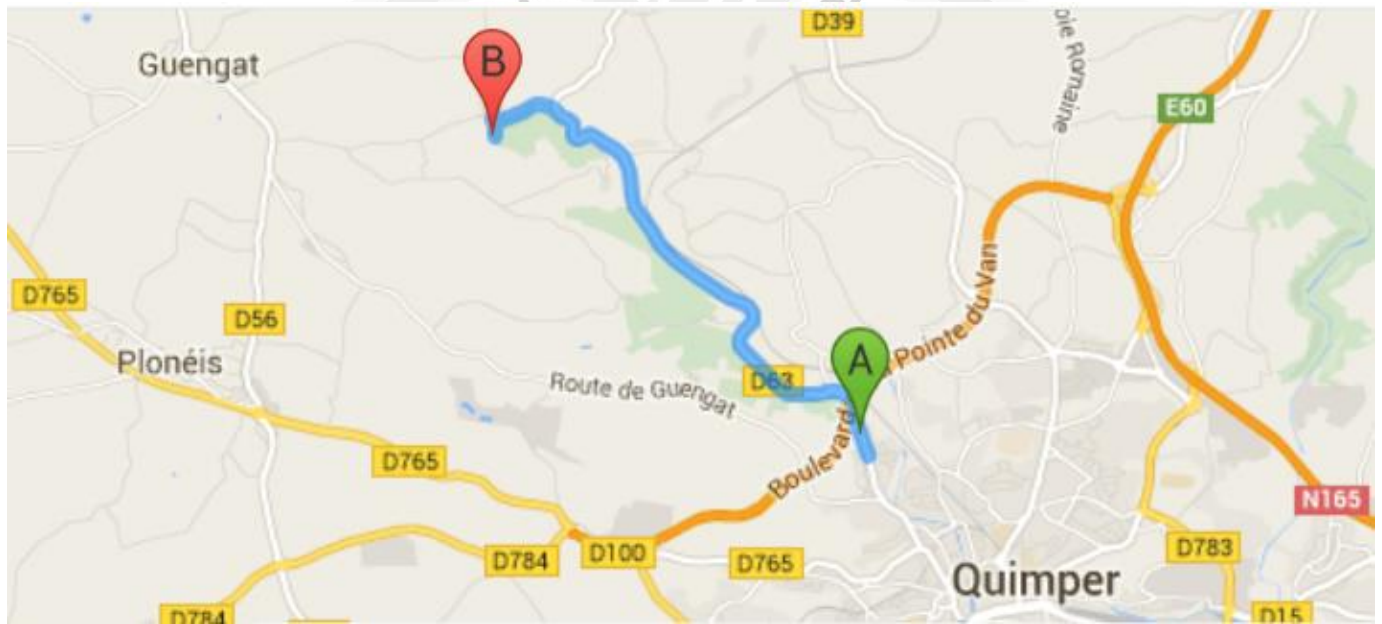 D39
Guengat
B
oie Romaine
E60
Pointe du Van
D765
D56
Plonéis
A
D63
Route de Guengat
Boulevard
D765
N165
D784
D100
D765
D783
Quimper
D784
D15